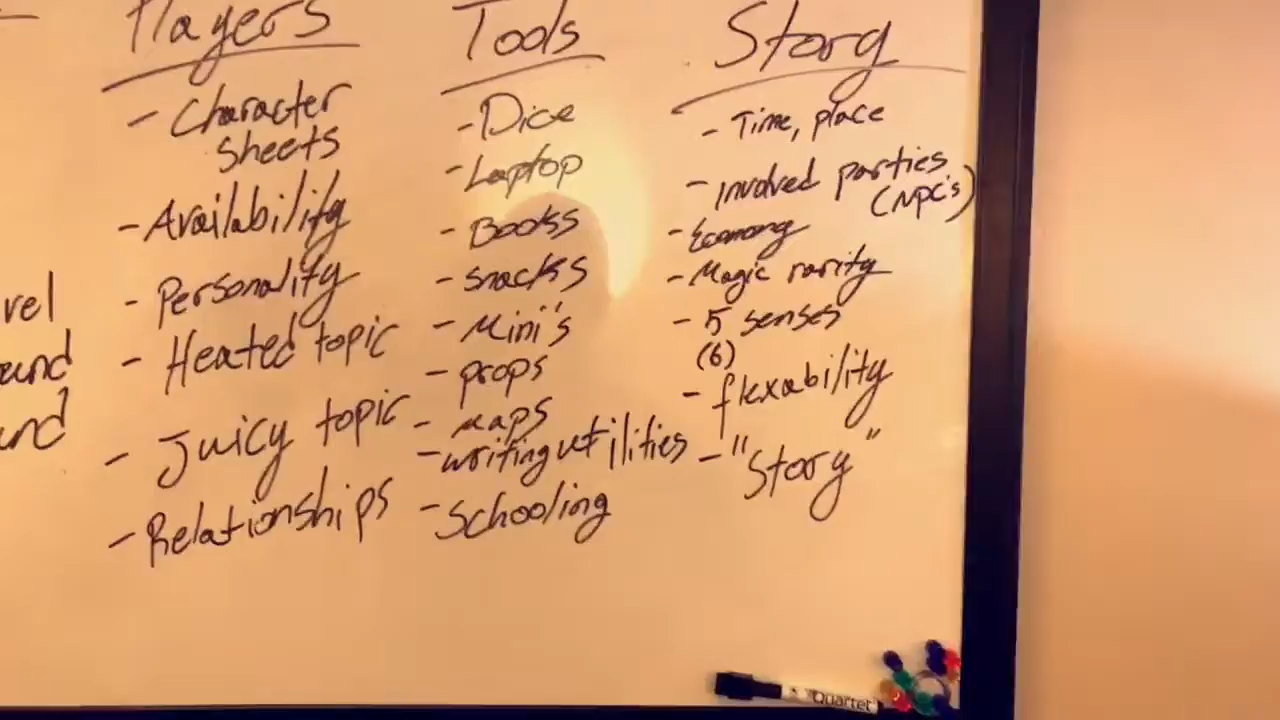 Players
- Character
sheets
- Availability
- Personality
- Heated topic
- Juicy topic
- Relationships
Tools
- Dice
- Laptop
- Books
- snacks
- Mini's
- props
- maps
- writing utilities
- Schooling
Story
- Time, place
- involved parties
(NPC's)
- Economy
- Magic rarity
- 5 senses
(6)
- flexability
- "Story"
vel
ound
Quartet